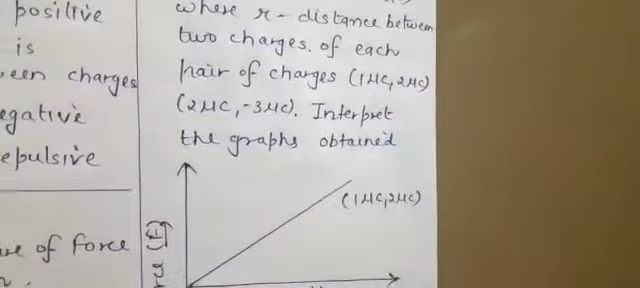 positive
is
een charges
egative
epulsive
of Force
where r - distance between
two charges. of each
pair of charges (1μC, 2μC)
(2μC, -3μC). Interpret
the graphs obtained
(1μC, 2μC)